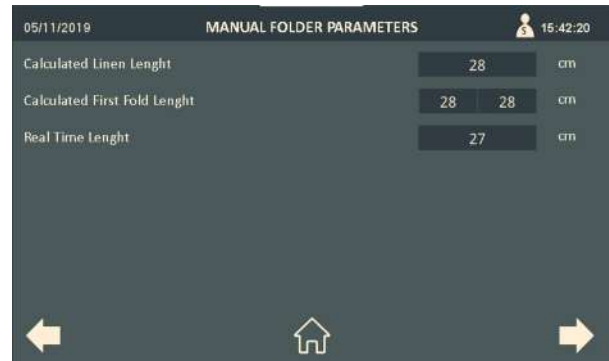 05/11/2019 MANUAL FOLDER PARAMETERS S 15:42:20
Calculated Linen Lenght 28 cm
Calculated First Fold Lenght 28 28 cm
Real Time Lenght 27 cm